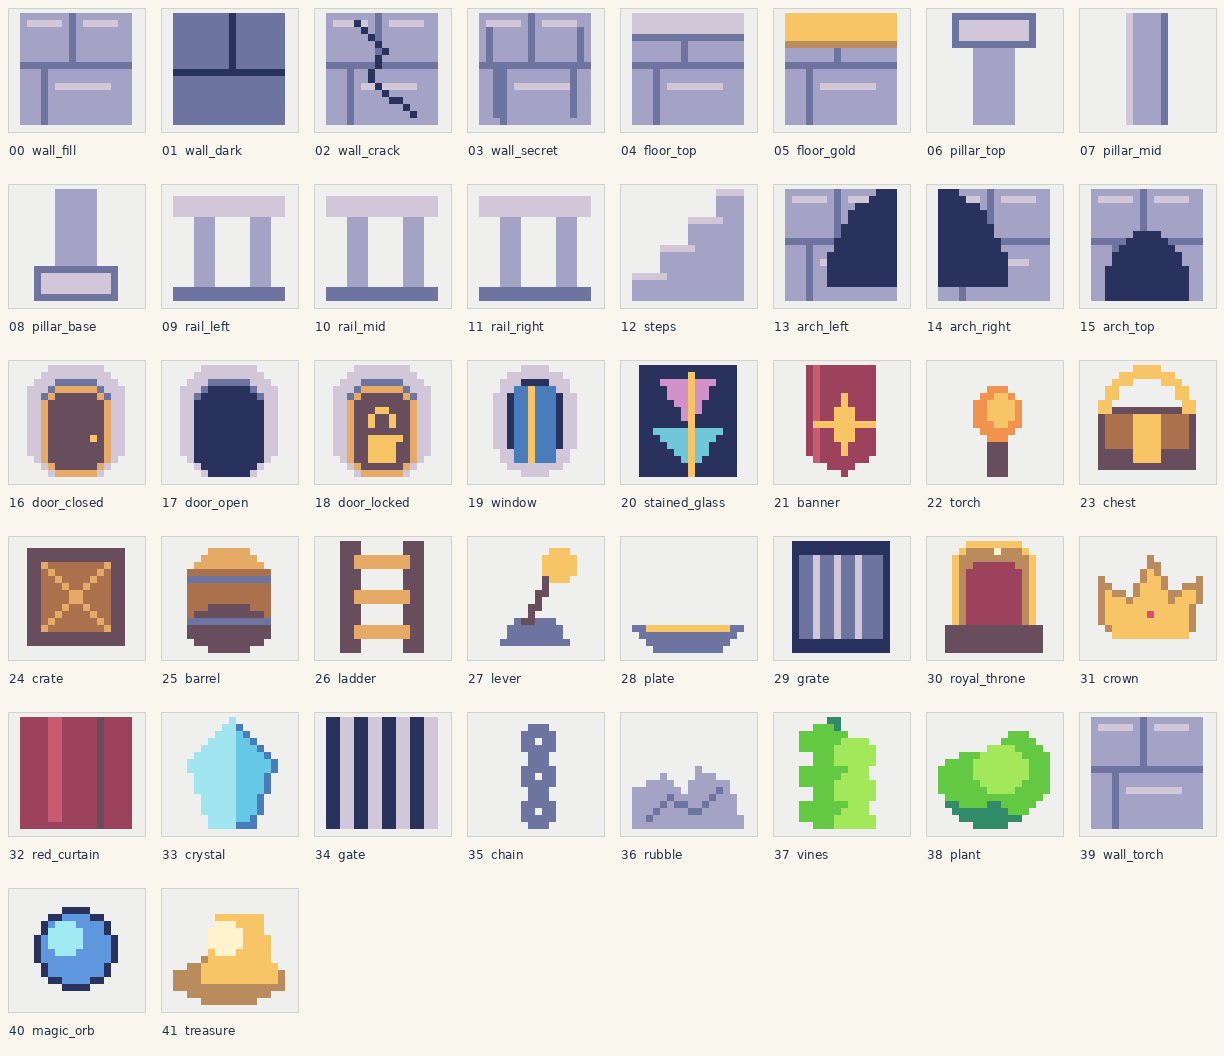 00 wall_fill
01 wall_dark
02 wall_crack
03 wall_secret
04 floor_top
05 floor_gold
06 pillar_top
07 pillar_mid
08 pillar_base
09 rail_left
10 rail_mid
11 rail_right
12 steps
13 arch_left
14 arch_right
15 arch_top
16 door_closed
17 door_open
18 door_locked
19 window
20 stained_glass
21 banner
22 torch
23 chest
24 crate
25 barrel
26 ladder
27 lever
28 plate
29 grate
30 royal_throne
31 crown
32 red_curtain
33 crystal
34 gate
35 chain
36 rubble
37 vines
38 plant
39 wall_torch
40 magic_orb
41 treasure